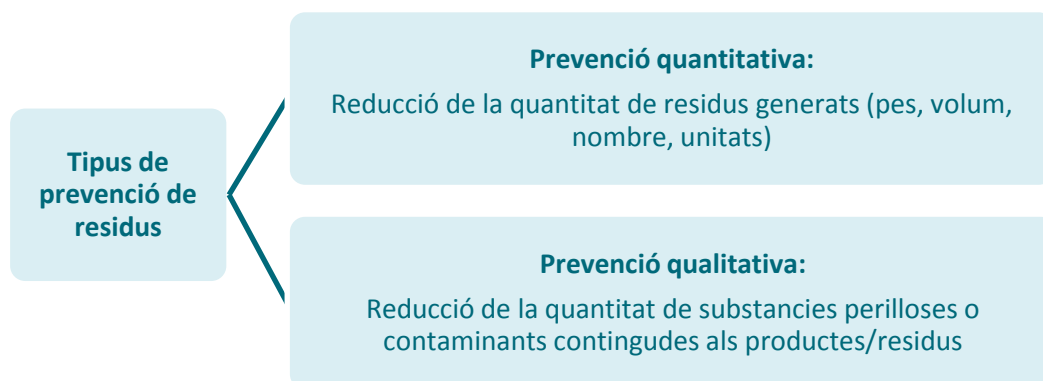 Tipus de
prevenció de
residus
Prevenció quantitativa:
Reducció de la quantitat de residus generats (pes, volum,
nombre, unitats)
Prevenció qualitativa:
Reducció de la quantitat de substancies perilloses o
contaminants contingudes als productes/residus